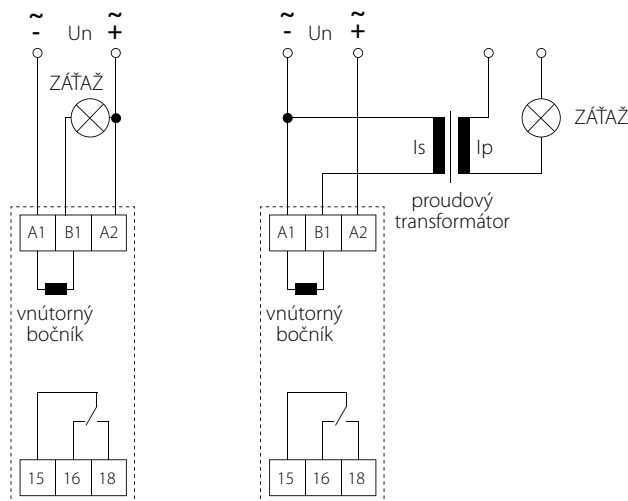 ~ ~
- Un +
ZÁŤAŽ
A1 B1 A2
vnútorný
bočník
15 16 18
~ ~
- Un +
ZÁŤAŽ
Is Ip
proudový
transformátor
A1 B1 A2
vnútorný
bočník
15 16 18